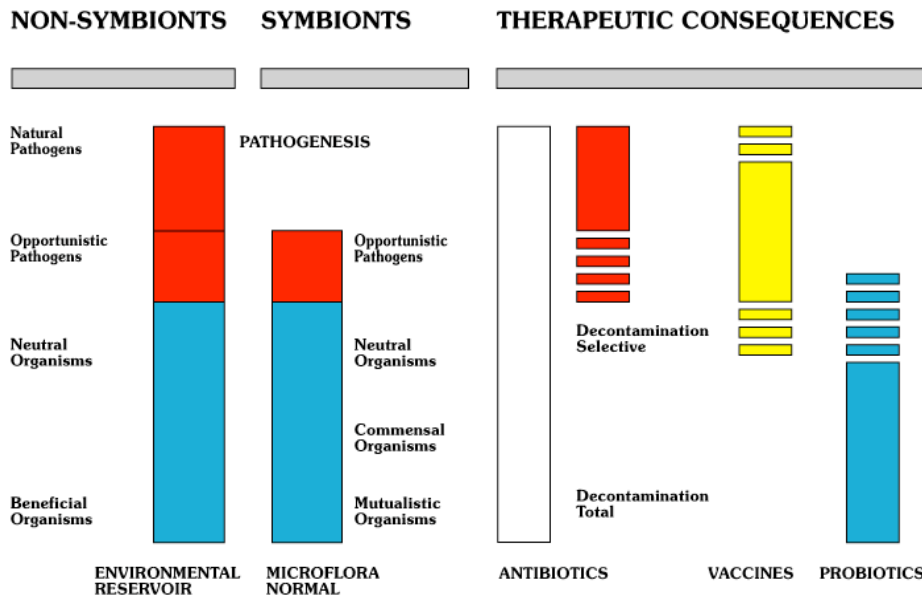 NON-SYMBIONTS
SYMBIONTS
THERAPEUTIC CONSEQUENCES
Natural
Pathogens
PATHOGENESIS
Opportunistic
Pathogens
Opportunistic
Pathogens
Neutral
Organisms
Neutral
Organisms
Decontamination
Selective
Commensal
Organisms
Beneficial
Organisms
Mutualistic
Organisms
Decontamination
Total
ENVIRONMENTAL
RESERVOIR
MICROFLORA
NORMAL
ANTIBIOTICS
VACCINES
PROBIOTICS